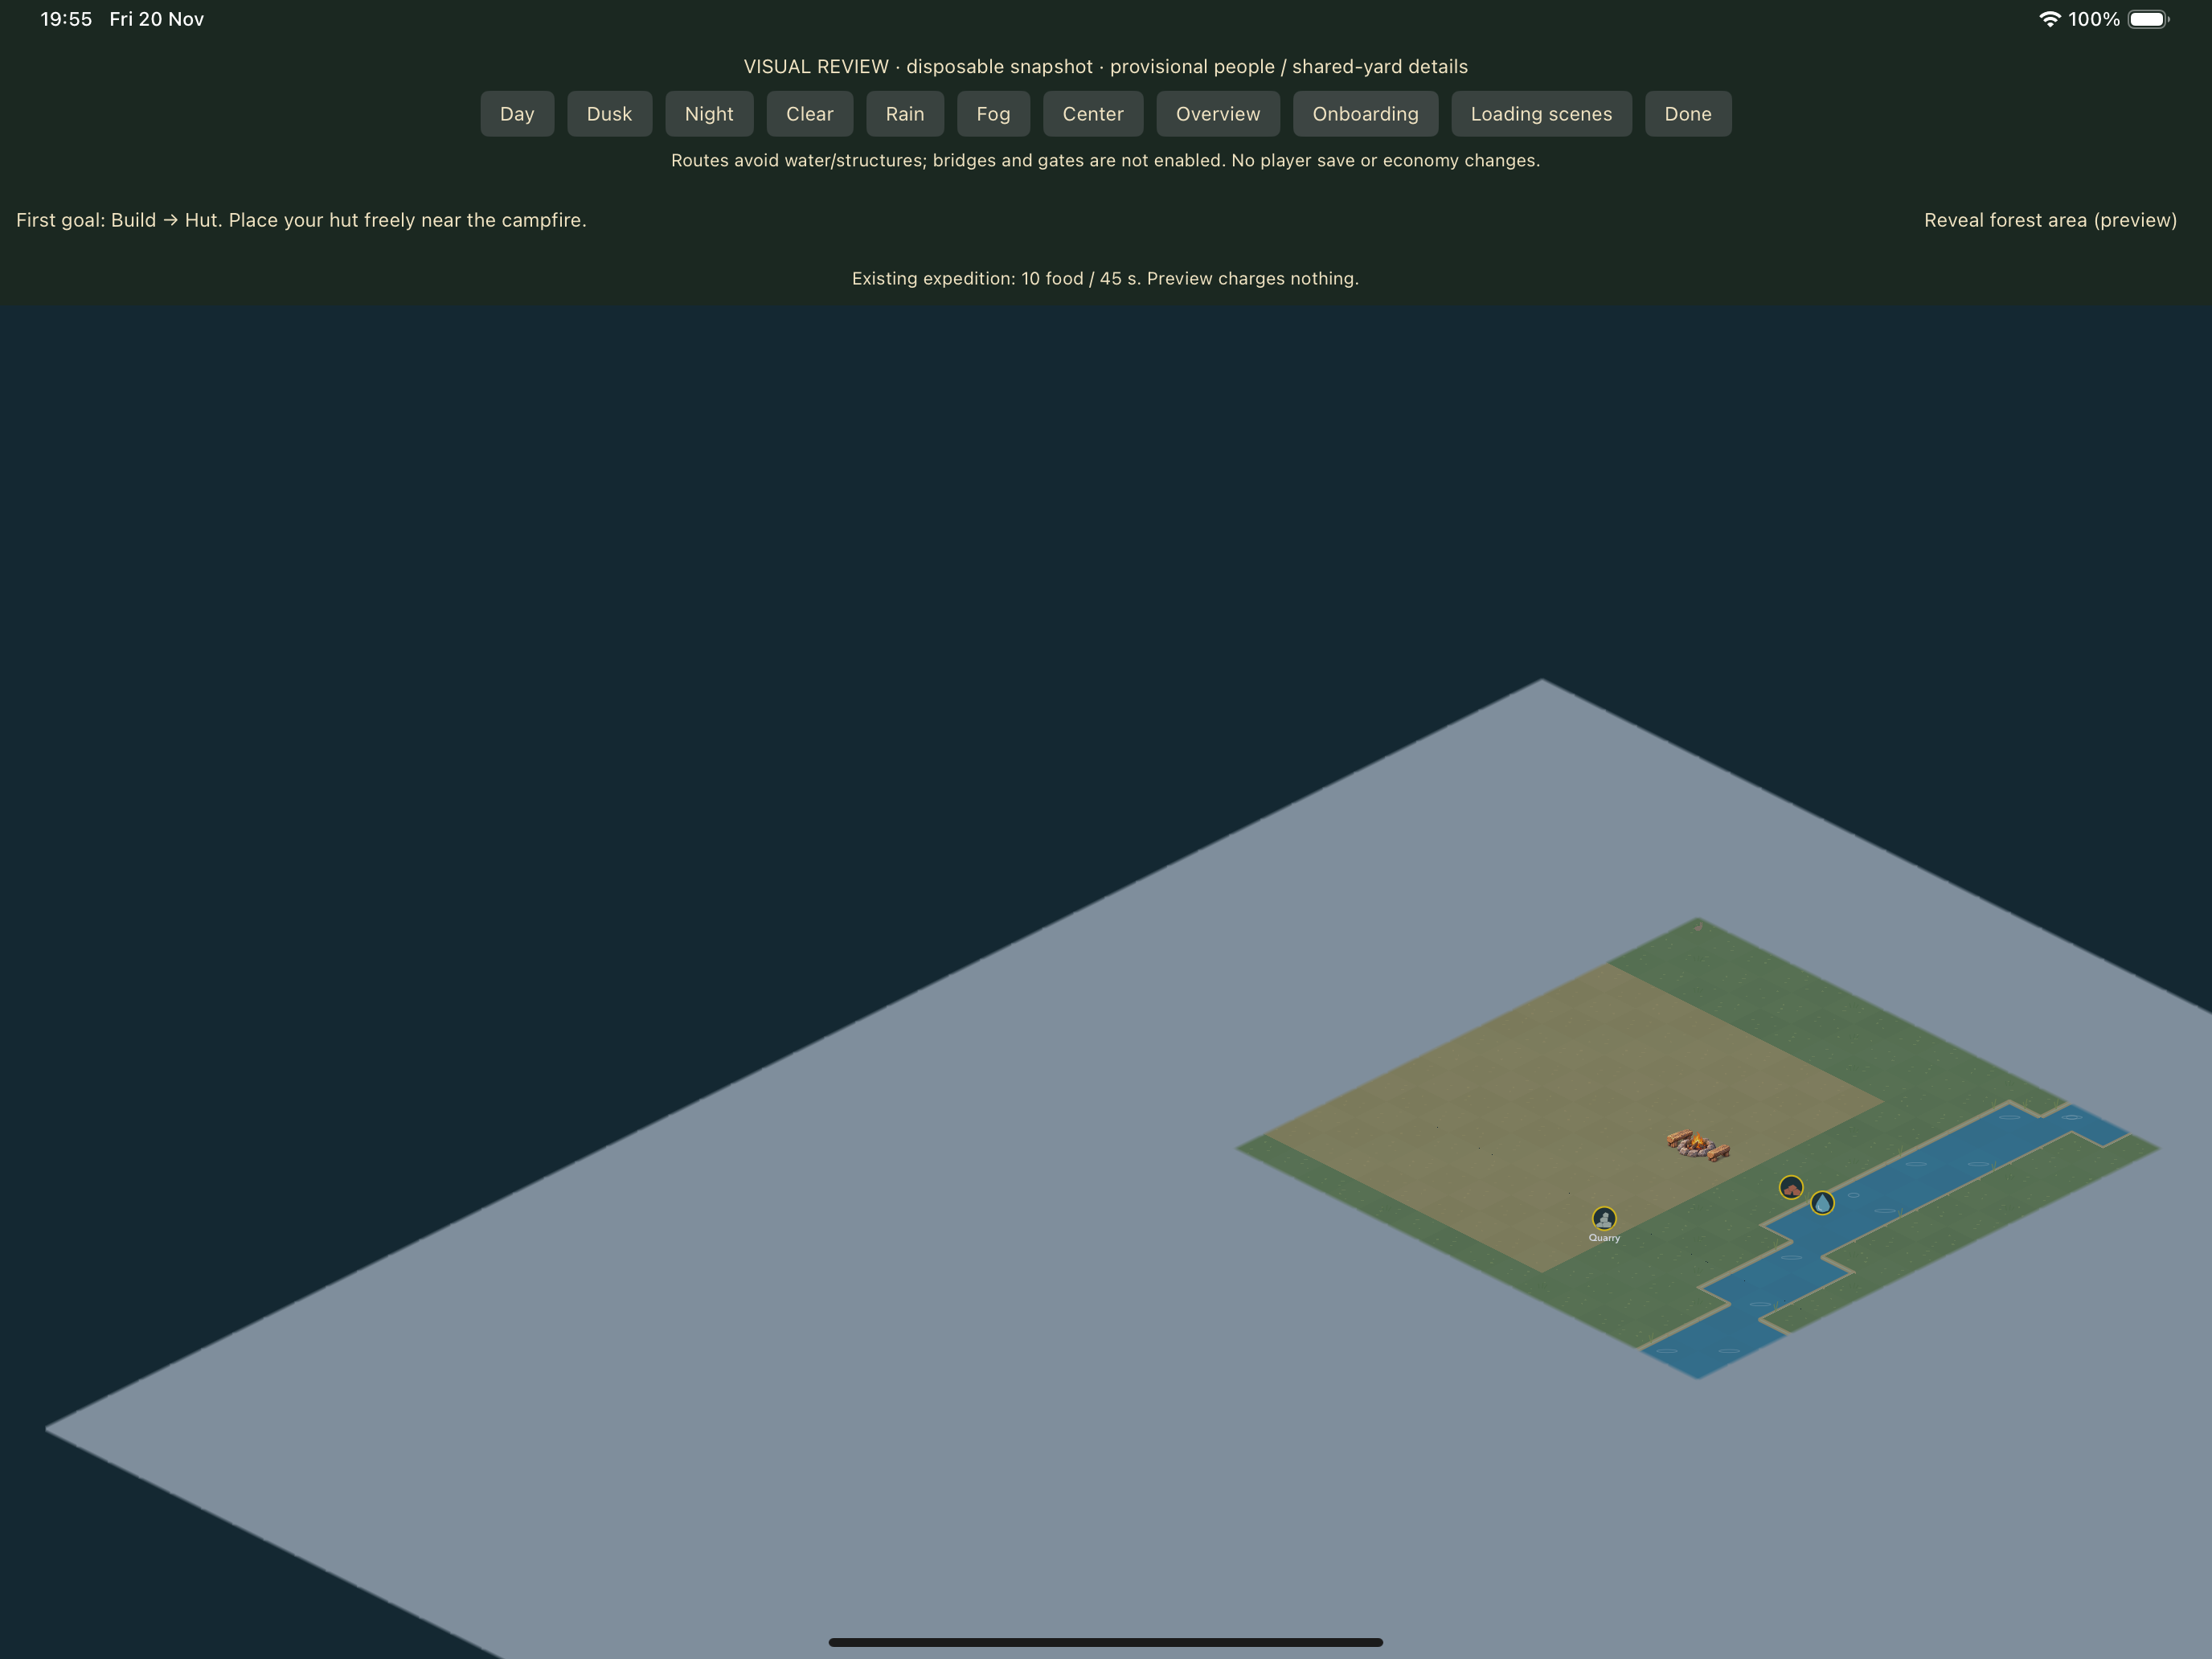 19:55 Fri 20 Nov
100%
VISUAL REVIEW · disposable snapshot · provisional people / shared-yard details
Day Dusk Night Clear Rain Fog Center Overview Onboarding Loading scenes Done
Routes avoid water/structures; bridges and gates are not enabled. No player save or economy changes.
First goal: Build → Hut. Place your hut freely near the campfire.
Reveal forest area (preview)
Existing expedition: 10 food / 45 s. Preview charges nothing.
Quarry